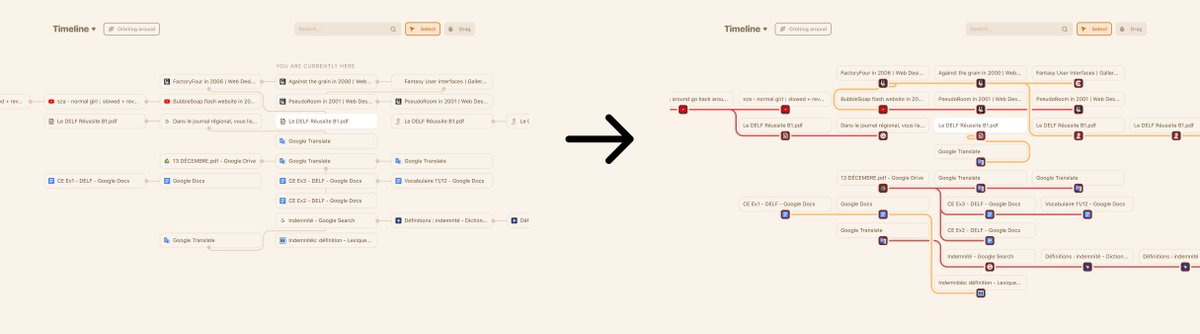 Timeline
Orbiting around
Search...
Select
Drag
YOU ARE CURRENTLY HERE
FactoryFour in 2006 | Web Desi...
Against the grain in 2000 | Web...
Fantasy User Interfaces | Galler...
ed + rev...
sza - normal girl : slowed + rev...
BubbleSoap flash website in 20...
PseudoRoom in 2001 | Web Des...
PseudoRoom in 2001 | Web Des...
Le DELF Réussite B1.pdf
Dans le journal régional, vous lis...
Le DELF Réussite B1.pdf
Le DELF Réussite B1.pdf
Le D
Google Translate
13 DÉCEMBRE.pdf - Google Drive
Google Translate
Google Translate
CE Ex1 - DELF - Google Docs
Google Docs
CE Ex3 - DELF - Google Docs
Vocabulaire 11/12 - Google Docs
CE Ex2 - DELF - Google Docs
Indemnité - Google Search
Définitions : indemnité - Diction...
Défi
Google Translate
Indemnités: définition - Lexique...
Timeline
Orbiting around
Search...
Select
Drag
FactoryFour in 2006 | Web Desi...
Against the grain in 2000 | Web...
Fantasy User Interfaces | Galler...
around go back arou...
sza - normal girl : slowed + rev...
BubbleSoap flash website in 20...
PseudoRoom in 2001 | Web Des...
PseudoRoom in 2001 | Web Des...
Le DELF Réussite B1.pdf
Dans le journal régional, vous lis...
Le DELF Réussite B1.pdf
Le DELF Réussite B1.pdf
Le DELF Réussite B1.pdf
Google Translate
13 DÉCEMBRE.pdf - Google Drive
Google Translate
Google Translate
CE Ex1 - DELF - Google Docs
Google Docs
CE Ex3 - DELF - Google Docs
Vocabulaire 11/12 - Google Docs
Google Translate
CE Ex2 - DELF - Google Docs
Indemnité - Google Search
Définitions : indemnité - Diction...
Définitions : indemnité
Indemnités: définition - Lexique...